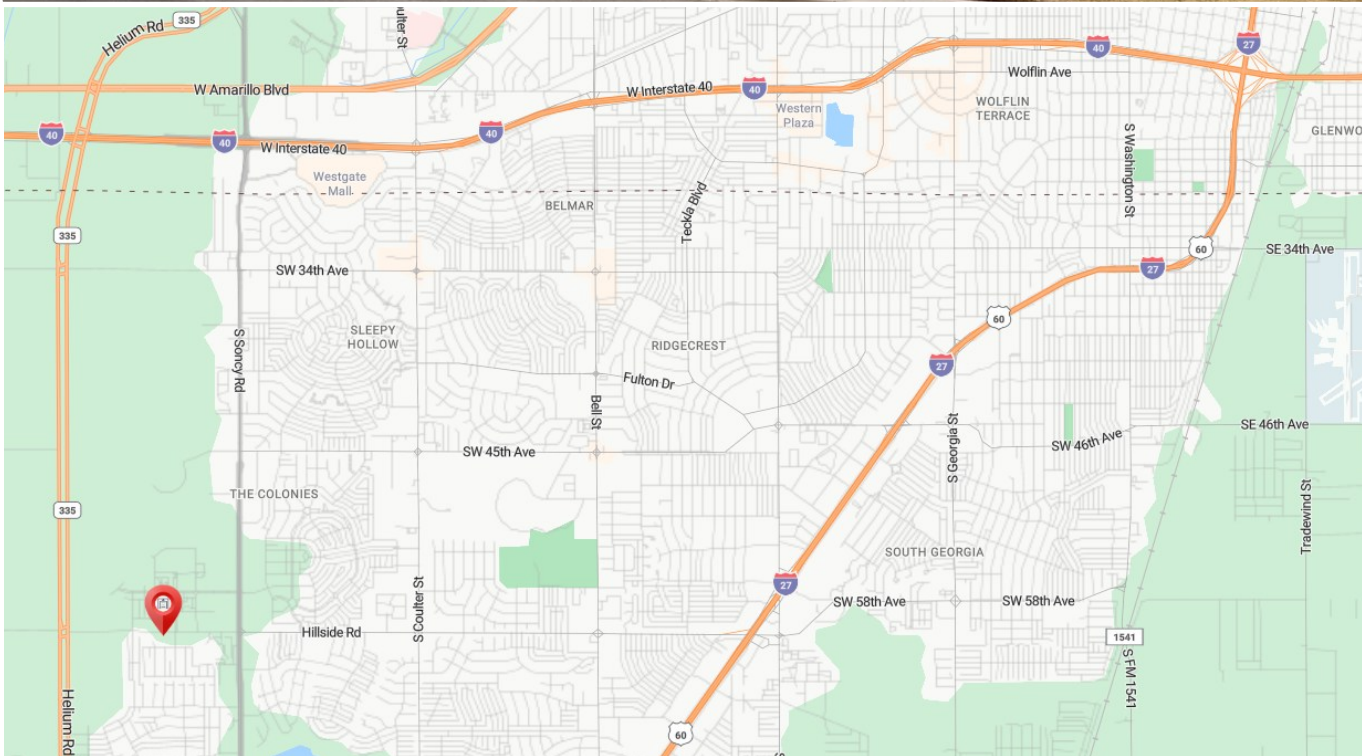 Helium Rd
335
oulter St
40
27
W Amarillo Blvd
W Interstate 40
40
Wolflin Ave
Western
Plaza
WOLFLIN
TERRACE
40
40
40
W Interstate 40
S Washington St
GLENWO
Westgate
Mall
BELMAR
Teckla Blvd
335
60
SE 34th Ave
SW 34th Ave
27
60
S Soncy Rd
SLEEPY
HOLLOW
RIDGECREST
27
Fulton Dr
Bell St
S Georgia St
SW 46th Ave
SE 46th Ave
SW 45th Ave
THE COLONIES
335
Tradewind St
SOUTH GEORGIA
27
S Coulter St
SW 58th Ave
SW 58th Ave
Hillside Rd
1541
S FM 1541
Helium Rd
60